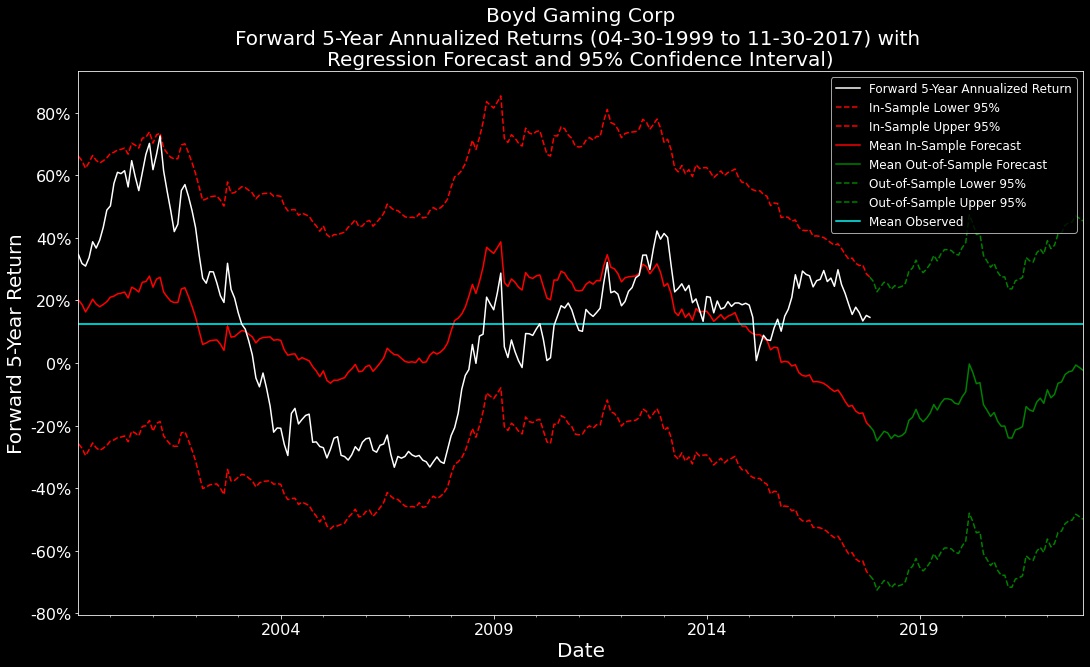 Boyd Gaming Corp
Forward 5-Year Annualized Returns (04-30-1999 to 11-30-2017) with
Regression Forecast and 95% Confidence Interval)
Forward 5-Year Annualized Return
In-Sample Lower 95%
In-Sample Upper 95%
Mean In-Sample Forecast
Mean Out-of-Sample Forecast
Out-of-Sample Lower 95%
Out-of-Sample Upper 95%
Mean Observed
Forward 5-Year Return
80%
60%
40%
20%
0%
-20%
-40%
-60%
-80%
2004
2009
2014
2019
Date